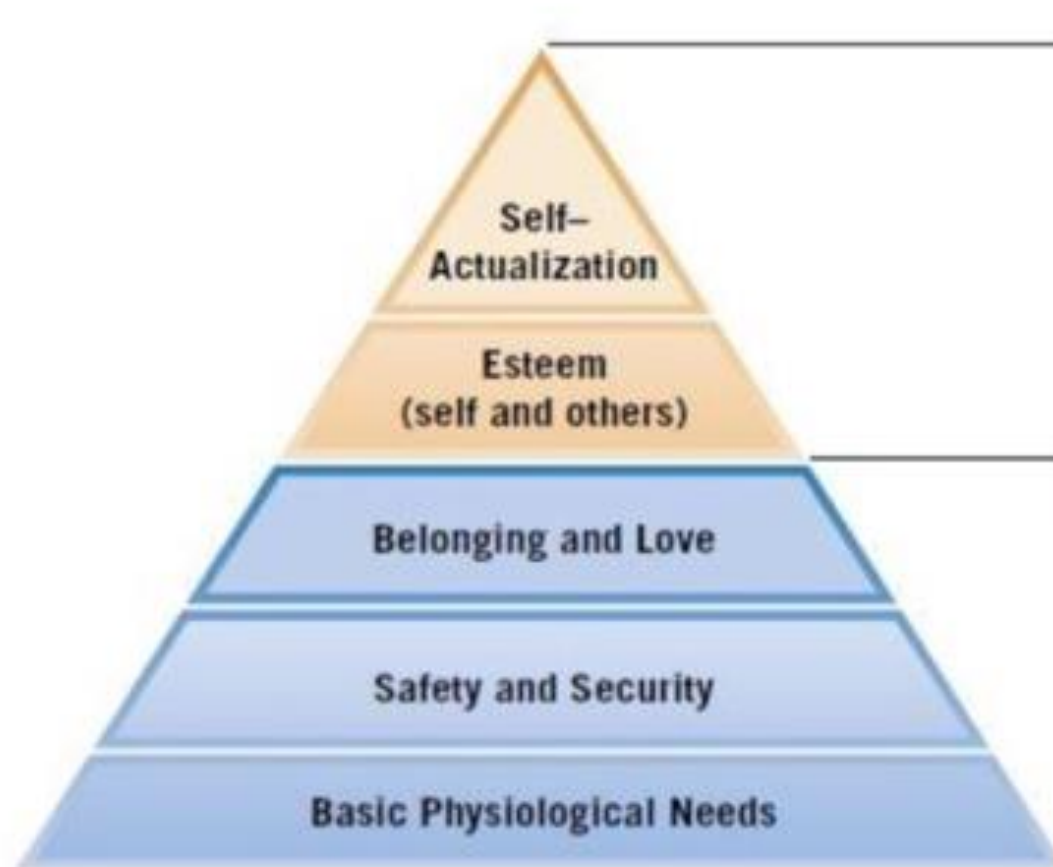 Self–
Actualization
Esteem
(self and others)
Belonging and Love
Safety and Security
Basic Physiological Needs